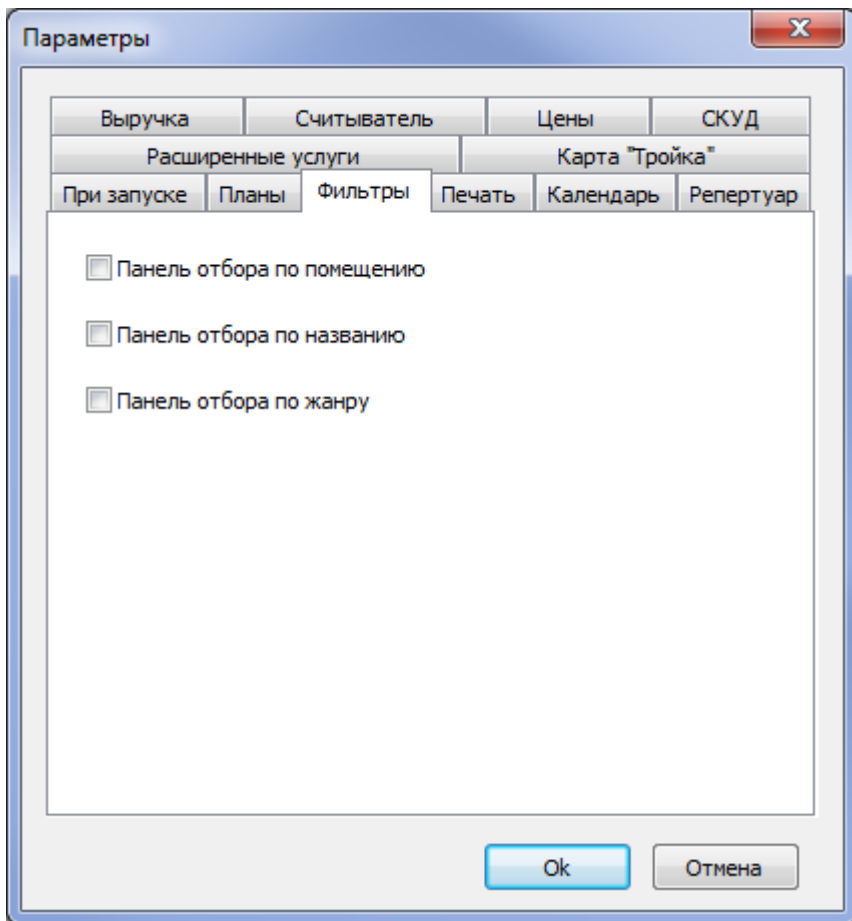 Параметры
Выручка Считыватель Цены СКУД
Расширенные услуги Карта "Тройка"
При запуске Планы Фильтры Печать Календарь Репертуар
Панель отбора по помещению
Панель отбора по названию
Панель отбора по жанру
Ok Отмена